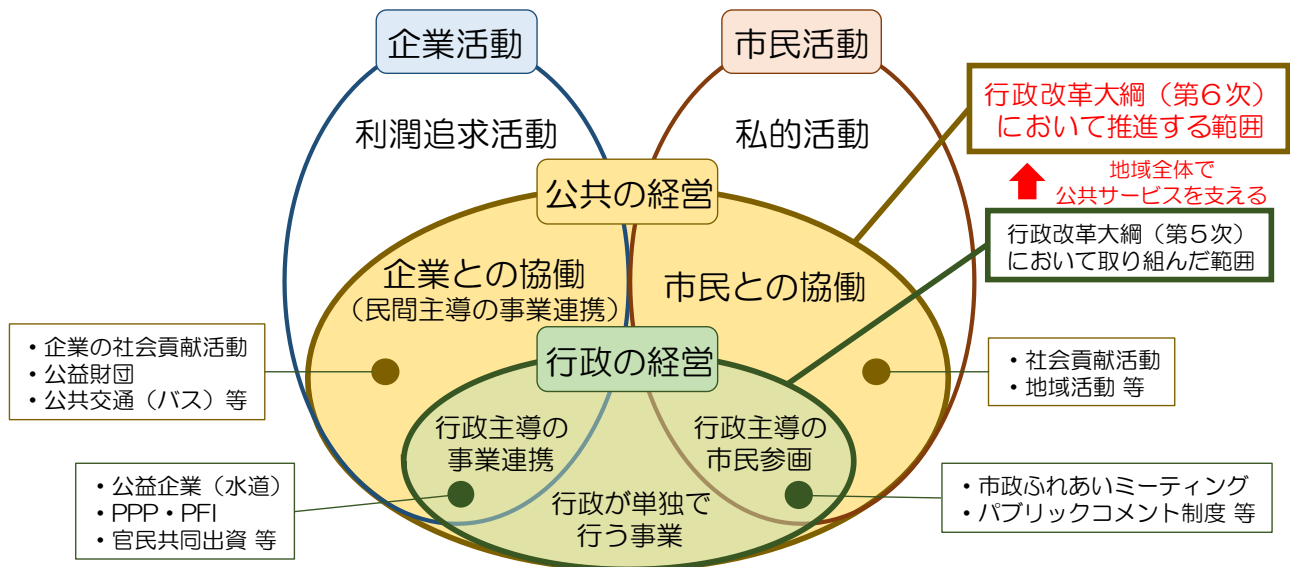 企業活動
市民活動
利潤追求活動
私的活動
行政改革大綱（第６次）
において推進する範囲
地域全体で
公共サービスを支える
公共の経営
行政改革大綱（第５次）
において取り組んだ範囲
企業との協働
（民間主導の事業連携）
市民との協働
・企業の社会貢献活動
・公益財団
・公共交通（バス）等
行政の経営
・社会貢献活動
・地域活動 等
行政主導の
事業連携
行政主導の
市民参画
・公益企業（水道）
・PPP・PFI
・官民共同出資 等
行政が単独で
行う事業
・市政ふれあいミーティング
・パブリックコメント制度 等